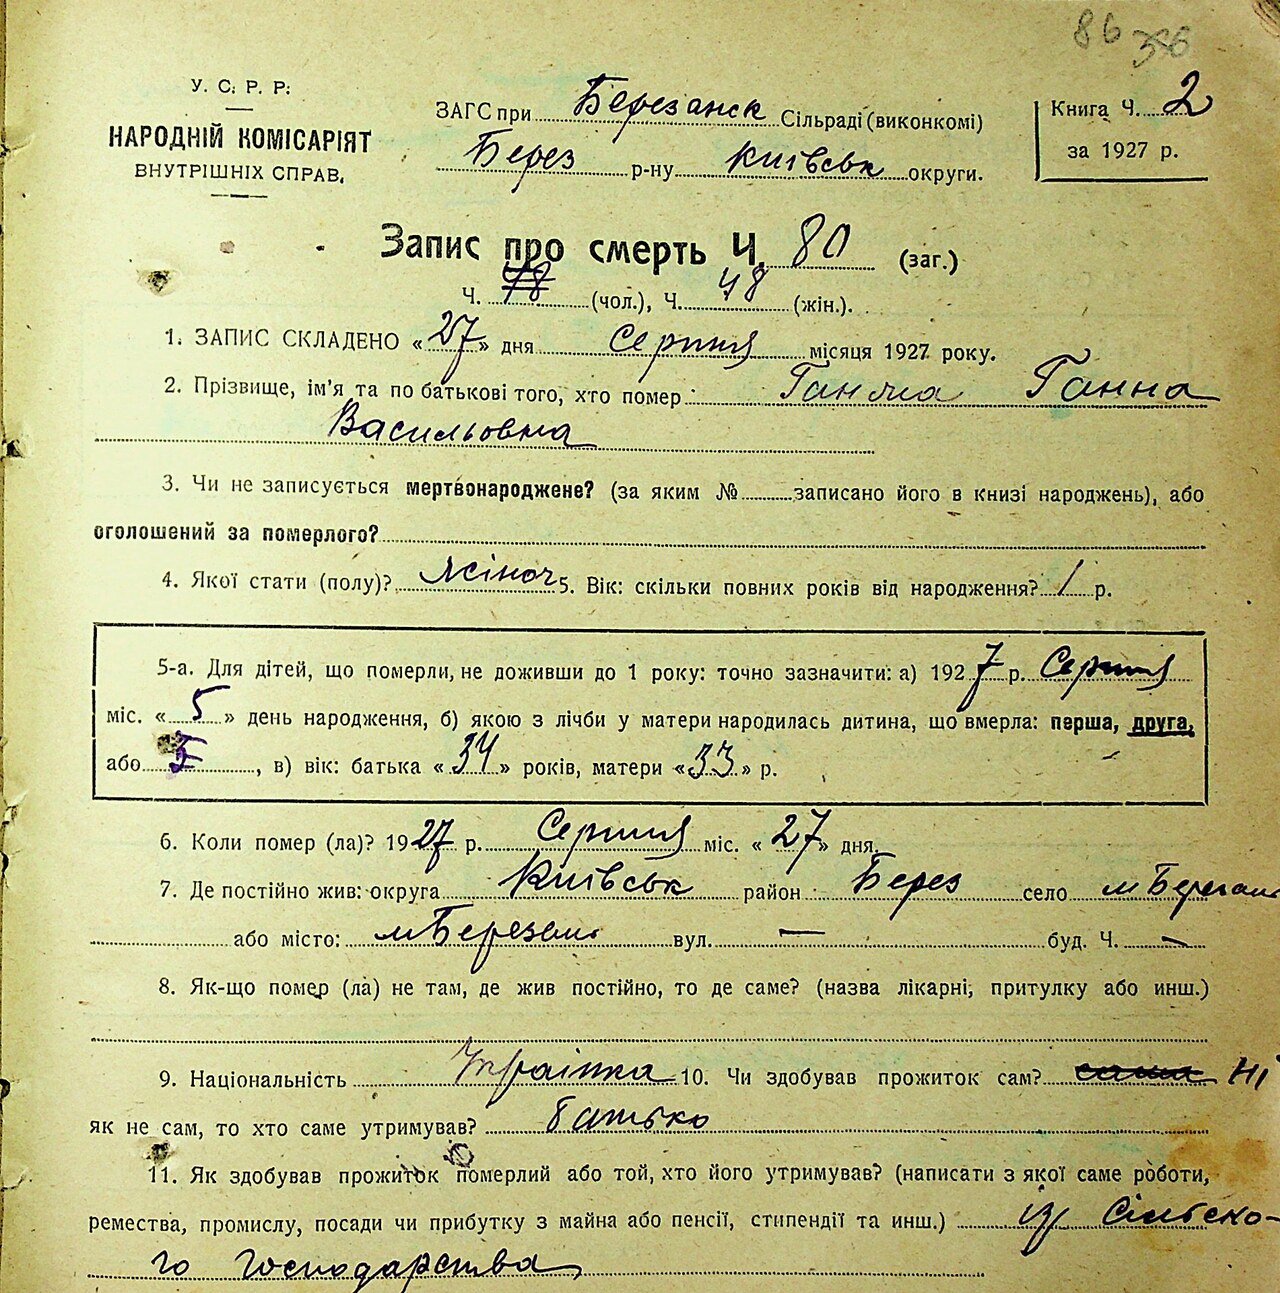 86 386
У. С. Р. Р.
НАРОДНІЙ КОМІСАРІЯТ
ВНУТРІШНІХ СПРАВ.
ЗАГС при Березанск Сільраді (виконкомі)
Берез р-ну Київськ округи.
Книга Ч. 2
за 1927 р.
Запис про смерть Ч. 80 (заг.)
Ч. 48 (чол.), Ч. 48 (жін.).
1. ЗАПИС СКЛАДЕНО «27» дня Серпня місяця 1927 року.
2. Прізвище, ім'я та по батькові того, хто помер: Ганна
Васильовна
3. Чи не записується мертвонароджене? (за яким № записано його в книзі народжень), або
оголошений за померлого?
4. Якої стати (полу)? Жіноч 5. Вік: скільки повних років від народження? / р.
5-а. Для дітей, що померли, не доживши до 1 року: точно зазначити: а) 1927 р. Серпня
міс. «5» день народження, б) якою з лічби у матери народилась дитина, що вмерла: перша, друга,
або 5, в) вік: батька «34» років, матери «33» р.
6. Коли помер (ла)? 1927 р. Серпня міс. «27» дня.
7. Де постійно жив: округа Київськ район Берез село м Березань
або місто: м Березань вул. — буд. Ч. —
8. Як-що помер (ла) не там, де жив постійно, то де саме? (назва лікарні, притулку або инш.)
9. Національність Українка 10. Чи здобував прожиток сам? сама Ні
як не сам, то хто саме утримував? батько
11. Як здобував прожиток померлий або той, хто його утримував? (написати з якої саме роботи,
ремества, промислу, посади чи прибутку з майна або пенсії, стипендії та инш.) із Сільсько-
го господарства